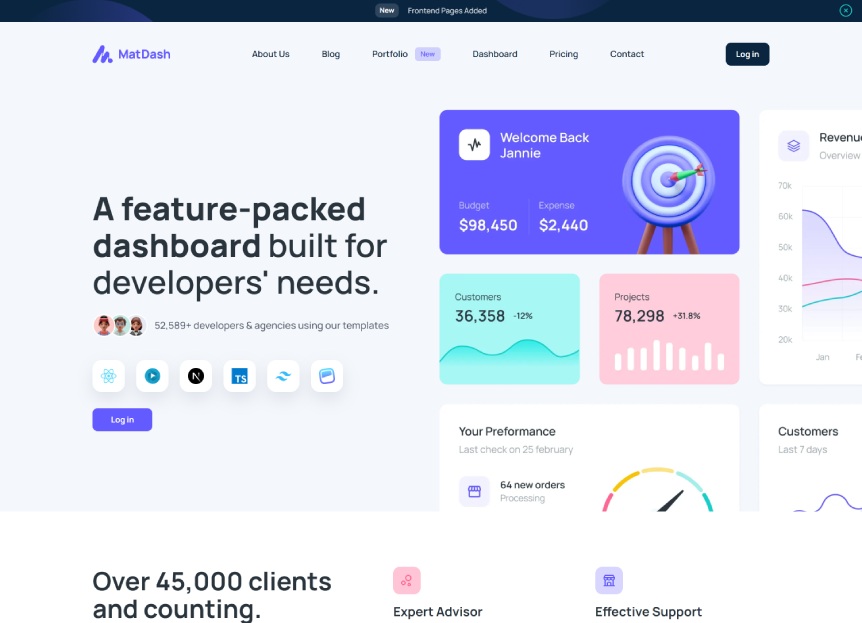 New Frontend Pages Added
MatDash
About Us
Blog
Portfolio New
Dashboard
Pricing
Contact
Log in
A feature-packed
dashboard built for
developers' needs.
52,589+ developers & agencies using our templates
N
TS
Log in
Welcome Back
Jannie
Budget
$98,450
Expense
$2,440
Customers
36,358 -12%
Projects
78,298 +31.8%
Your Preformance
Last check on 25 february
64 new orders
Processing
Overview
70k
60k
50k
40k
30k
20k
Jan
Customers
Last 7 days
Over 45,000 clients
and counting.
Expert Advisor
Effective Support